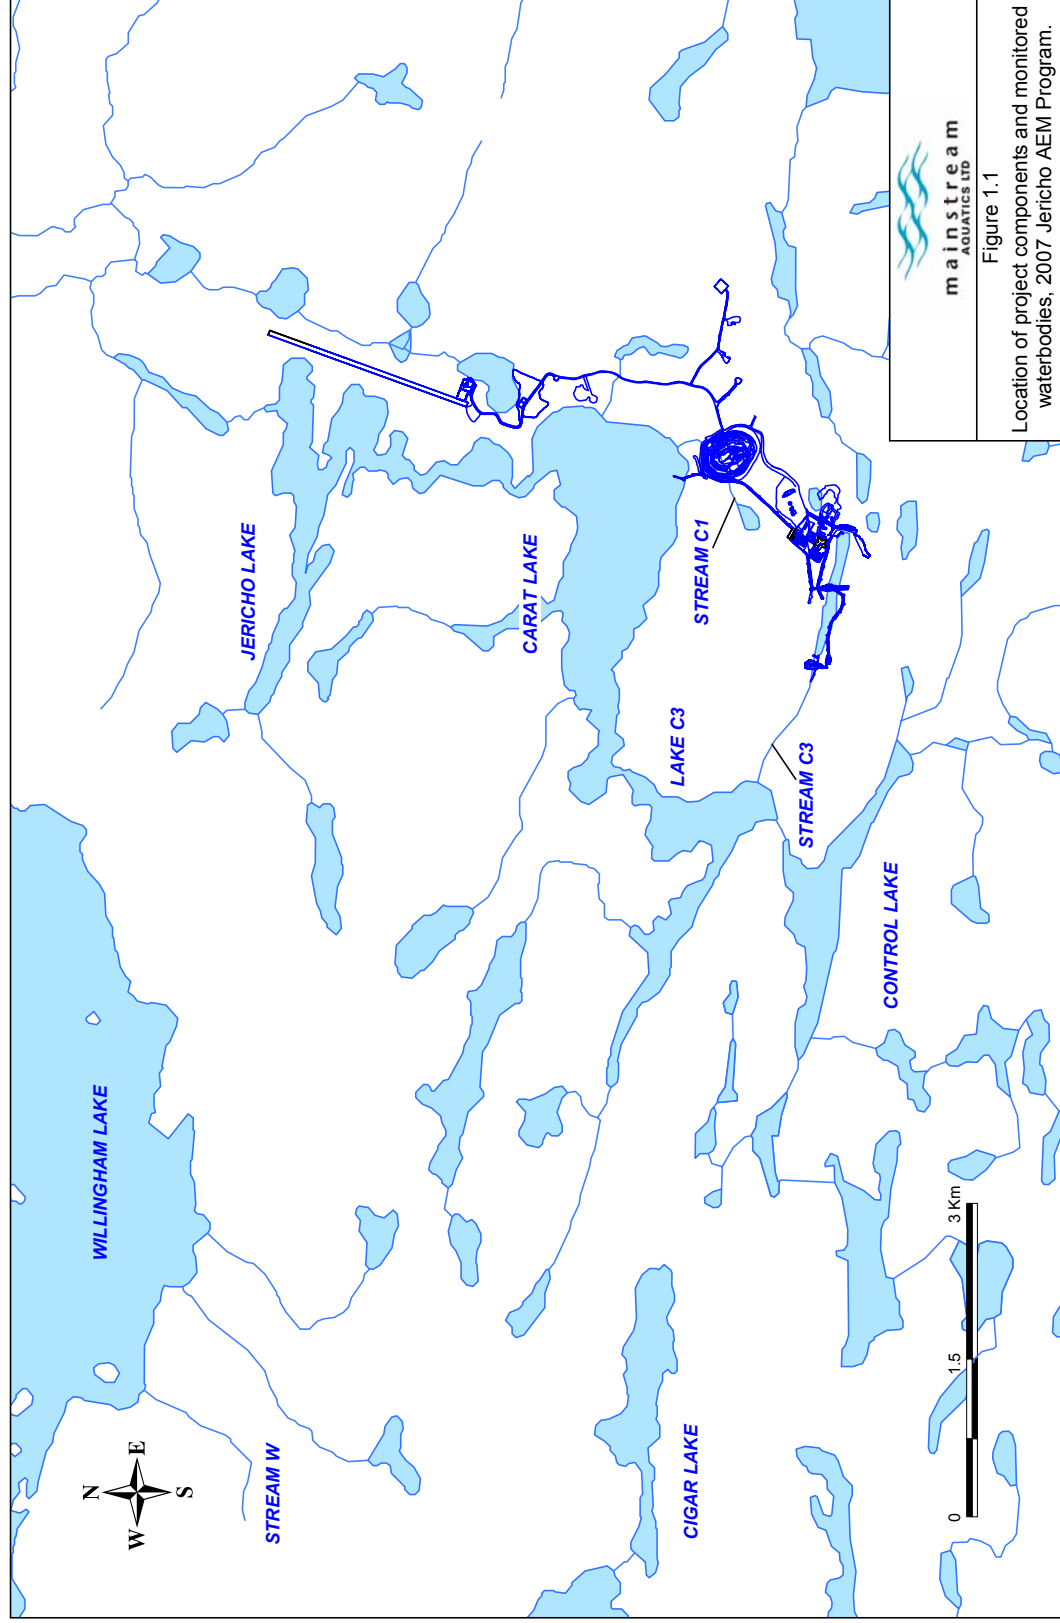 WILLINGHAM LAKE
N
W E
S
STREAM W
JERICHO LAKE
CARAT LAKE
STREAM C1
LAKE C3
STREAM C3
CONTROL LAKE
CIGAR LAKE
0 1.5 3 Km
mainstream
AQUATICS LTD
Figure 1.1
Location of project components and monitored
waterbodies, 2007 Jericho AEM Program.